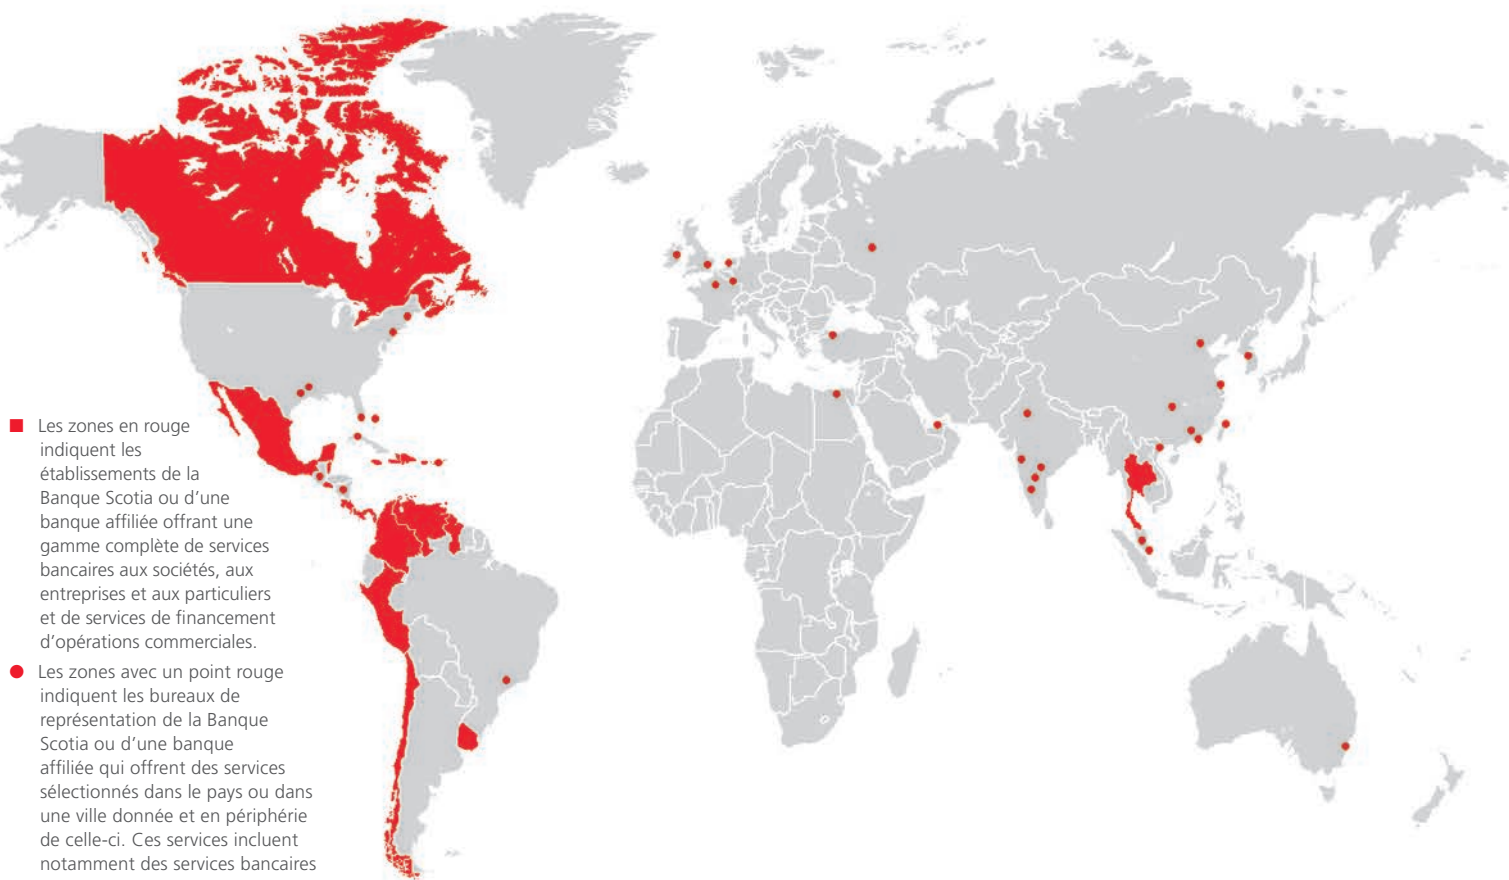 Les zones en rouge
indiquent les
établissements de la
Banque Scotia ou d’une
banque affiliée offrant une
gamme complète de services
bancaires aux sociétés, aux
entreprises et aux particuliers
et de services de financement
d’opérations commerciales.
Les zones avec un point rouge
indiquent les bureaux de
représentation de la Banque
Scotia ou d’une banque
affiliée qui offrent des services
sélectionnés dans le pays ou dans
une ville donnée et en périphérie
de celle-ci. Ces services incluent
notamment des services bancaires